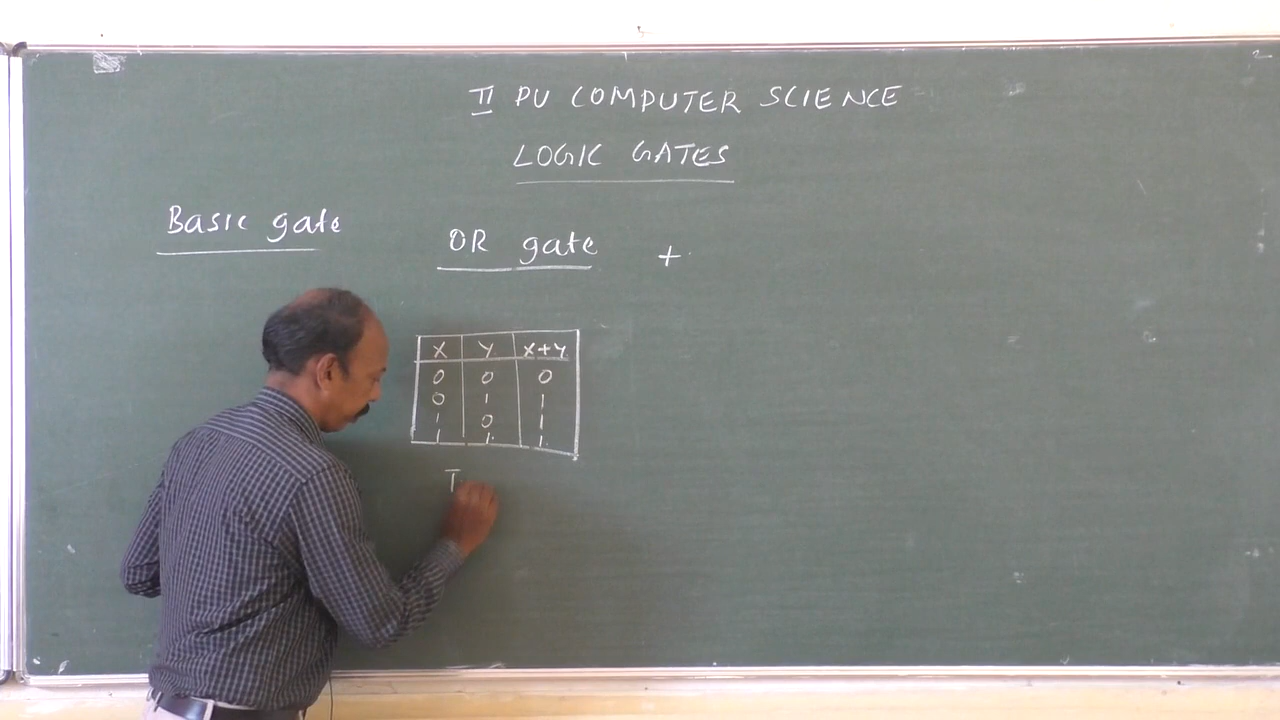 II PU COMPUTER SCIENCE
LOGIC GATES
Basic gate
OR gate +
X Y X+Y
0 0 0
0 1 1
1 0 1
1 1 1
T